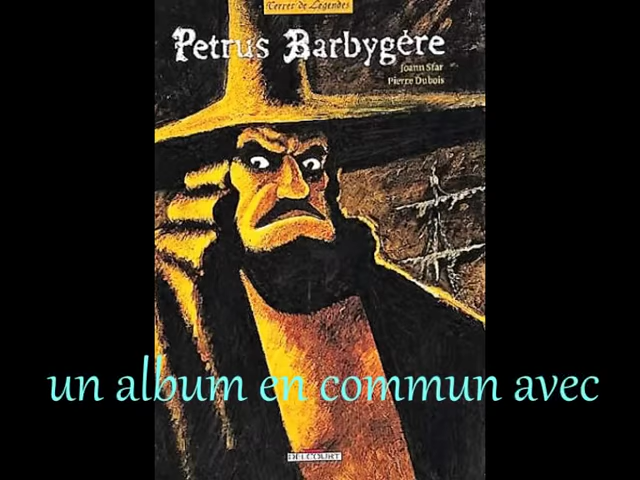 Terres de Légendes
Petrus Barbygère
Joann Sfar
Pierre Dubois
un album en commun avec
DELCOURT